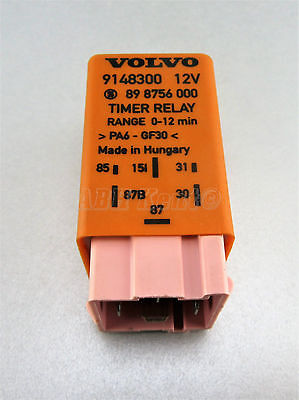 VOLVO
9148300 12V
89 8756 000
TIMER RELAY
RANGE 0-12 min
> PA6 - GF30 <
Made in Hungary
85 15I 31
87B 30
87